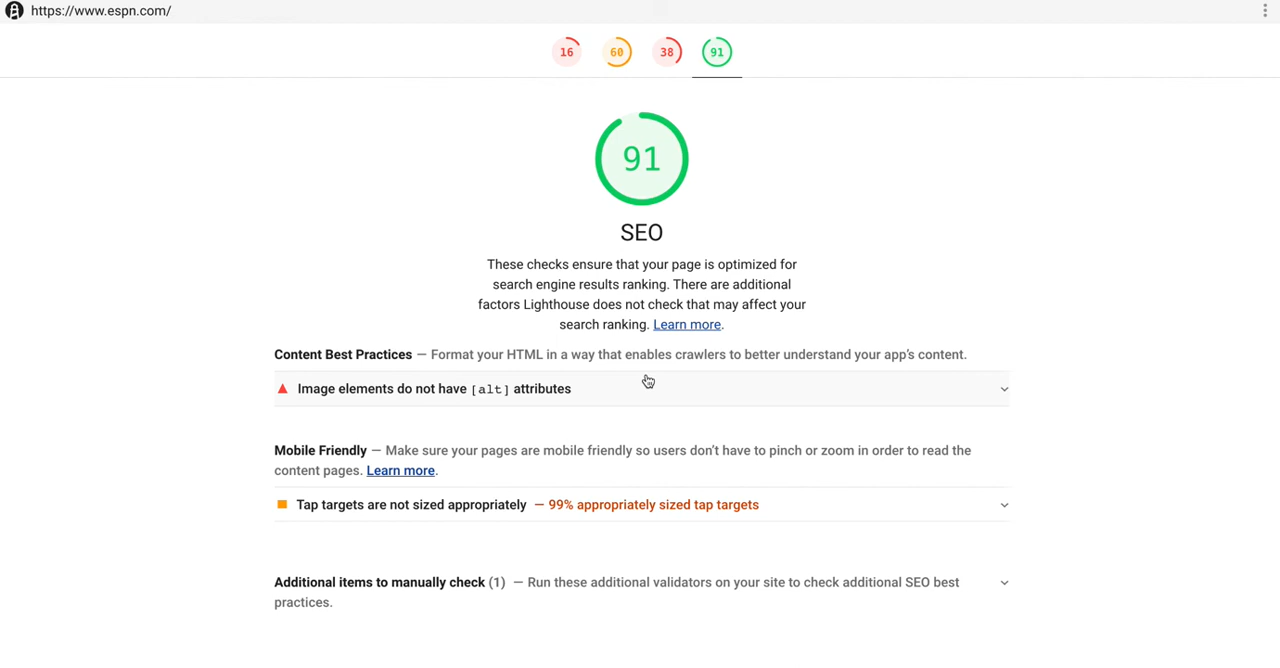 https://www.espn.com/
16 60 38 91
91
SEO
These checks ensure that your page is optimized for
search engine results ranking. There are additional
factors Lighthouse does not check that may affect your
search ranking. Learn more.
Content Best Practices — Format your HTML in a way that enables crawlers to better understand your app’s content.
Image elements do not have [alt] attributes
Mobile Friendly — Make sure your pages are mobile friendly so users don’t have to pinch or zoom in order to read the
content pages. Learn more.
Tap targets are not sized appropriately — 99% appropriately sized tap targets
Additional items to manually check (1) — Run these additional validators on your site to check additional SEO best
practices.